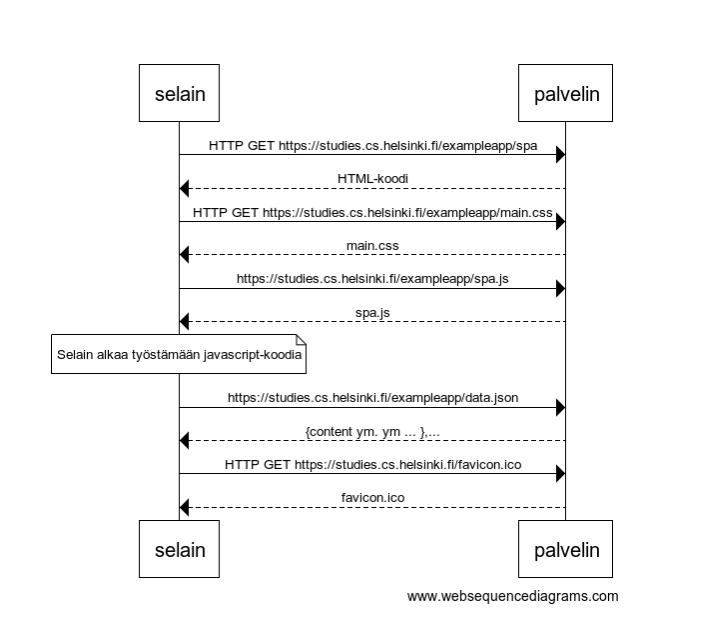 selain
palvelin
HTTP GET https://studies.cs.helsinki.fi/exampleapp/spa
HTML-koodi
HTTP GET https://studies.cs.helsinki.fi/exampleapp/main.css
main.css
https://studies.cs.helsinki.fi/exampleapp/spa.js
spa.js
Selain alkaa työstämään javascript-koodia
https://studies.cs.helsinki.fi/exampleapp/data.json
{content ym. ym ... },...
HTTP GET https://studies.cs.helsinki.fi/favicon.ico
favicon.ico
selain
palvelin
www.websequencediagrams.com